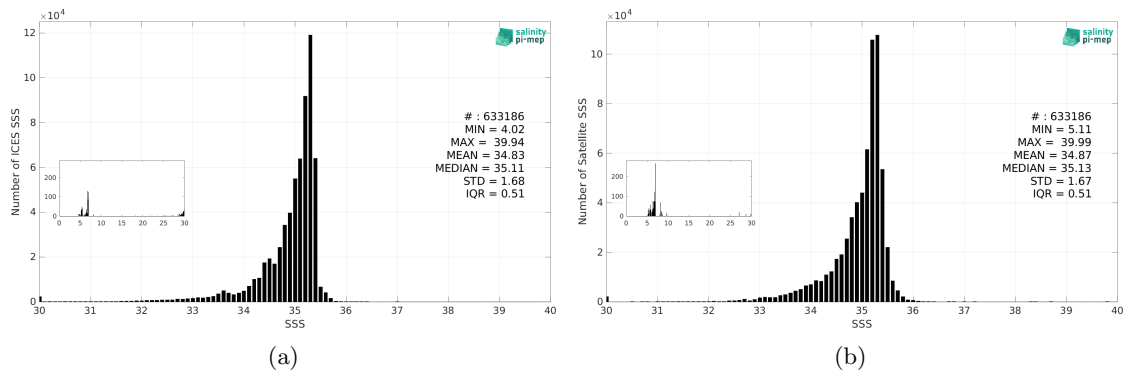 ×10⁴
12
10
8
6
4
2
0
Number of ICES SSS
30 31 32 33 34 35 36 37 38 39 40
SSS
salinity
pi-mep
# : 633186
MIN = 4.02
MAX = 39.94
MEAN = 34.83
MEDIAN = 35.11
STD = 1.68
IQR = 0.51
200
100
0
0 5 10 15 20 25 30
(a)
×10⁴
10
8
6
4
2
0
Number of Satellite SSS
30 31 32 33 34 35 36 37 38 39 40
SSS
salinity
pi-mep
# : 633186
MIN = 5.11
MAX = 39.99
MEAN = 34.87
MEDIAN = 35.13
STD = 1.67
IQR = 0.51
200
100
0
0 5 10 15 20 25 30
(b)